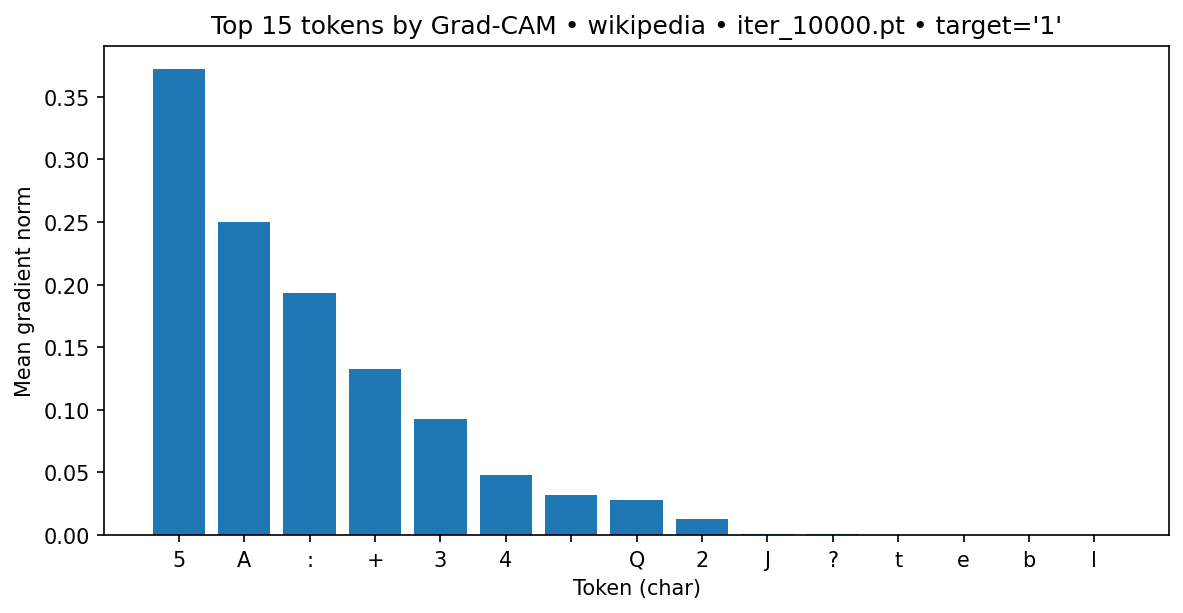 Top 15 tokens by Grad-CAM • wikipedia • iter_10000.pt • target='1'
Mean gradient norm
0.35
0.30
0.25
0.20
0.15
0.10
0.05
0.00
5 A : + 3 4 Q 2 J ? t e b l
Token (char)